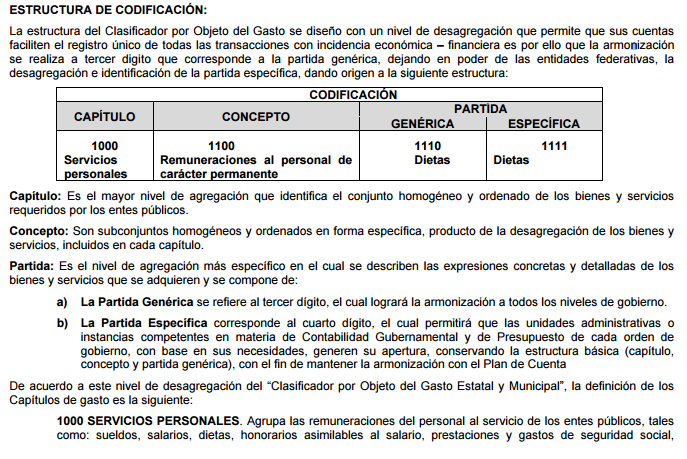 ESTRUCTURA DE CODIFICACIÓN:
La estructura del Clasificador por Objeto del Gasto se diseño con un nivel de desagregación que permite que sus cuentas
faciliten el registro único de todas las transacciones con incidencia económica – financiera es por ello que la armonización
se realiza a tercer digito que corresponde a la partida genérica, dejando en poder de las entidades federativas, la
desagregación e identificación de la partida específica, dando origen a la siguiente estructura:
CODIFICACIÓN
CAPÍTULO CONCEPTO PARTIDA
GENÉRICA ESPECÍFICA
1000 1100 1110 1111
Servicios Remuneraciones al personal de Dietas Dietas
personales carácter permanente
Capítulo: Es el mayor nivel de agregación que identifica el conjunto homogéneo y ordenado de los bienes y servicios
requeridos por los entes públicos.
Concepto: Son subconjuntos homogéneos y ordenados en forma específica, producto de la desagregación de los bienes y
servicios, incluidos en cada capítulo.
Partida: Es el nivel de agregación más específico en el cual se describen las expresiones concretas y detalladas de los
bienes y servicios que se adquieren y se compone de:
a) La Partida Genérica se refiere al tercer dígito, el cual logrará la armonización a todos los niveles de gobierno.
b) La Partida Específica corresponde al cuarto dígito, el cual permitirá que las unidades administrativas o
instancias competentes en materia de Contabilidad Gubernamental y de Presupuesto de cada orden de
gobierno, con base en sus necesidades, generen su apertura, conservando la estructura básica (capítulo,
concepto y partida genérica), con el fin de mantener la armonización con el Plan de Cuenta
De acuerdo a este nivel de desagregación del "Clasificador por Objeto del Gasto Estatal y Municipal", la definición de los
Capítulos de gasto es la siguiente:
1000 SERVICIOS PERSONALES. Agrupa las remuneraciones del personal al servicio de los entes públicos, tales
como: sueldos, salarios, dietas, honorarios asimilables al salario, prestaciones y gastos de seguridad social,